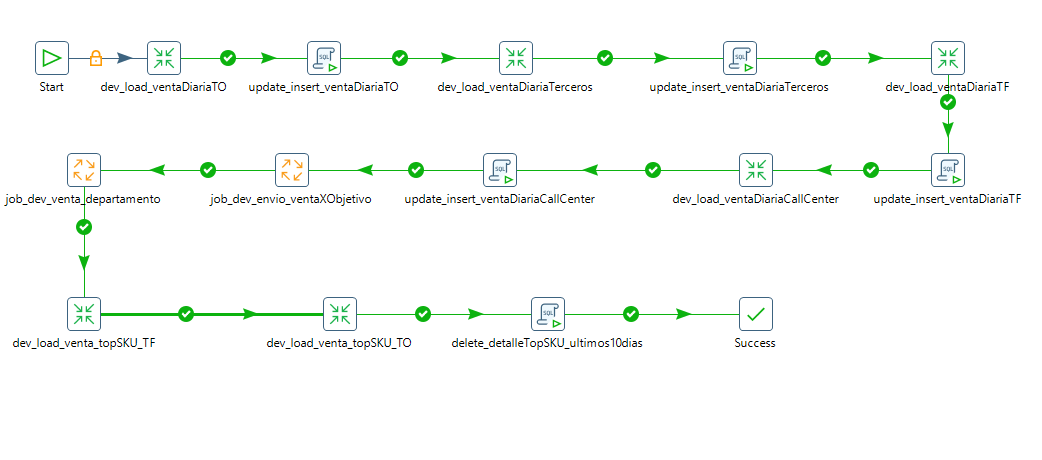 Start
dev_load_ventaDiariaTO
update_insert_ventaDiariaTO
dev_load_ventaDiariaTerceros
update_insert_ventaDiariaTerceros
dev_load_ventaDiariaTF
job_dev_venta_departamento
job_dev_envio_ventaXObjetivo
update_insert_ventaDiariaCallCenter
dev_load_ventaDiariaCallCenter
update_insert_ventaDiariaTF
dev_load_venta_topSKU_TF
dev_load_venta_topSKU_TO
delete_detalleTopSKU_ultimos10dias
Success
SQL
SQL
SQL
SQL
SQL